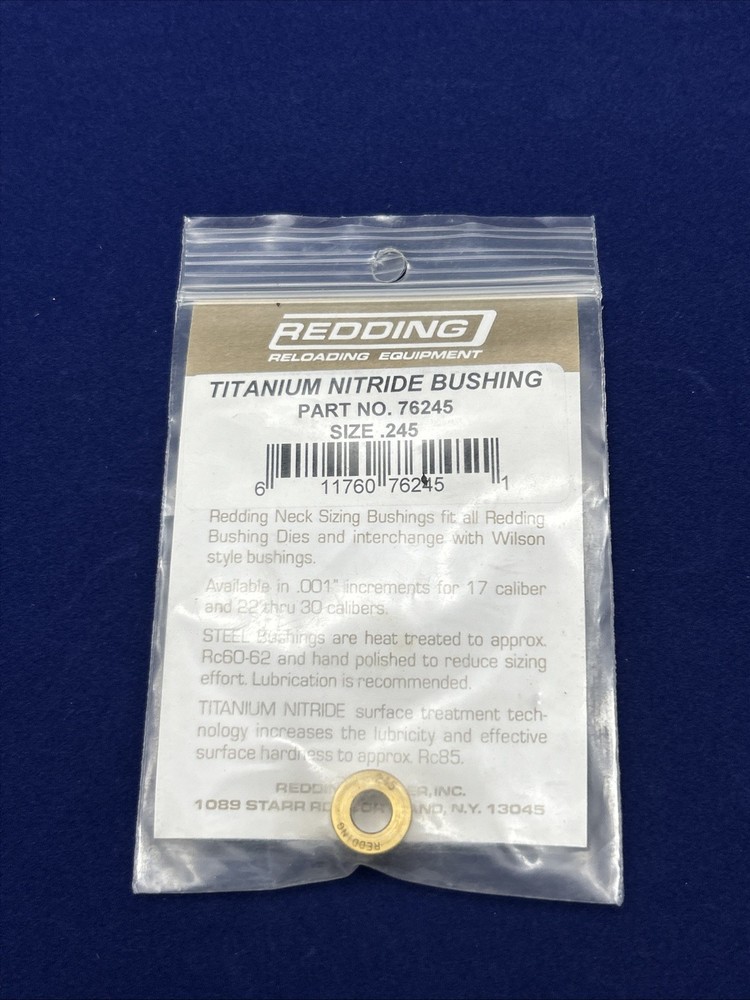 REDDING
RELOADING EQUIPMENT
TITANIUM NITRIDE BUSHING
PART NO. 76245
SIZE .245
6 11760 76245 1
Redding Neck Sizing Bushings fit all Redding
Bushing Dies and interchange with Wilson
style bushings.
Available in .001" increments for 17 caliber
and 22 thru 30 calibers.
STEEL Bushings are heat treated to approx.
Rc60-62 and hand polished to reduce sizing
effort. Lubrication is recommended.
TITANIUM NITRIDE surface treatment tech-
nology increases the lubricity and effective
surface hardness to approx. Rc85.
INC.
1089 STARR N.Y. 13045
245
REDDING